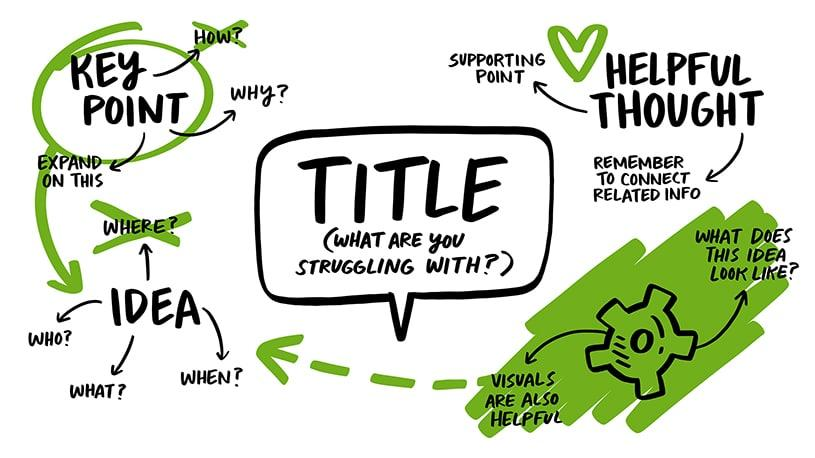 HOW?
KEY
POINT
WHY?
EXPAND
ON THIS
WHERE?
IDEA
WHO?
WHAT?
WHEN?
TITLE
(WHAT ARE YOU
STRUGGLING WITH?)
SUPPORTING
POINT
HELPFUL
THOUGHT
REMEMBER
TO CONNECT
RELATED INFO
WHAT DOES
THIS IDEA
LOOK LIKE?
VISUALS
ARE ALSO
HELPFUL